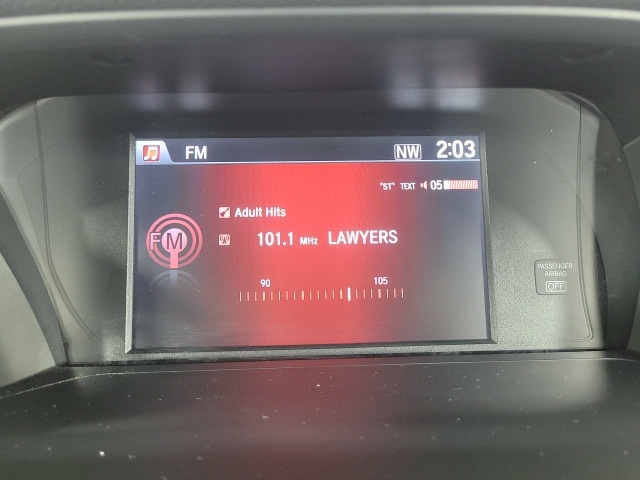 FM NW 2:03
"ST" TEXT 05
Adult Hits
FM 101.1 MHz LAWYERS
90 105
PASSENGER
AIRBAG
OFF